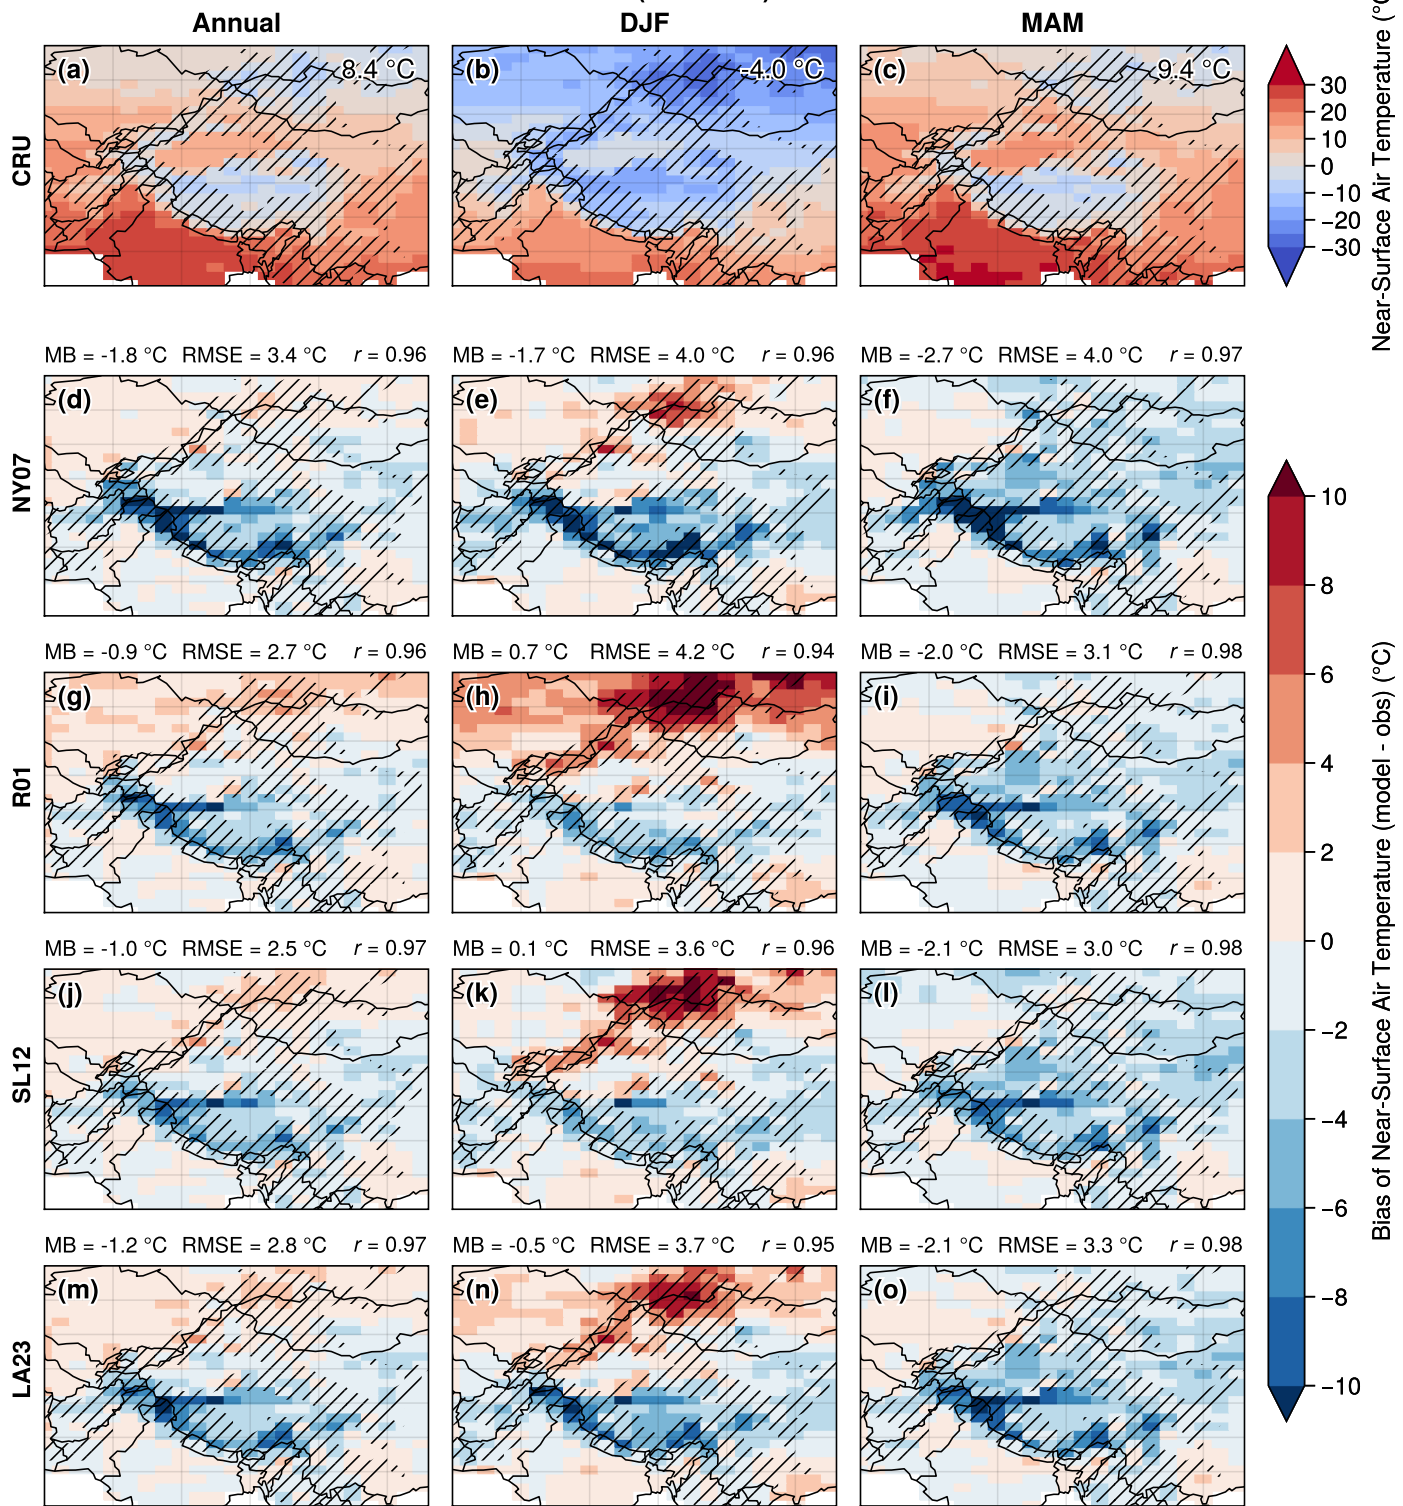 Annual DJF MAM
CRU
(a) 8.4 °C
(b) -4.0 °C
(c) 9.4 °C
30
20
10
0
−10
−20
−30
Near-Surface Air Temperature (°C
MB = -1.8 °C RMSE = 3.4 °C r = 0.96
MB = -1.7 °C RMSE = 4.0 °C r = 0.96
MB = -2.7 °C RMSE = 4.0 °C r = 0.97
NY07
(d)
(e)
(f)
MB = -0.9 °C RMSE = 2.7 °C r = 0.96
MB = 0.7 °C RMSE = 4.2 °C r = 0.94
MB = -2.0 °C RMSE = 3.1 °C r = 0.98
R01
(g)
(h)
(i)
MB = -1.0 °C RMSE = 2.5 °C r = 0.97
MB = 0.1 °C RMSE = 3.6 °C r = 0.96
MB = -2.1 °C RMSE = 3.0 °C r = 0.98
SL12
(j)
(k)
(l)
MB = -1.2 °C RMSE = 2.8 °C r = 0.97
MB = -0.5 °C RMSE = 3.7 °C r = 0.95
MB = -2.1 °C RMSE = 3.3 °C r = 0.98
LA23
(m)
(n)
(o)
10
8
6
4
2
0
−2
−4
−6
−8
−10
Bias of Near-Surface Air Temperature (model - obs) (°C)